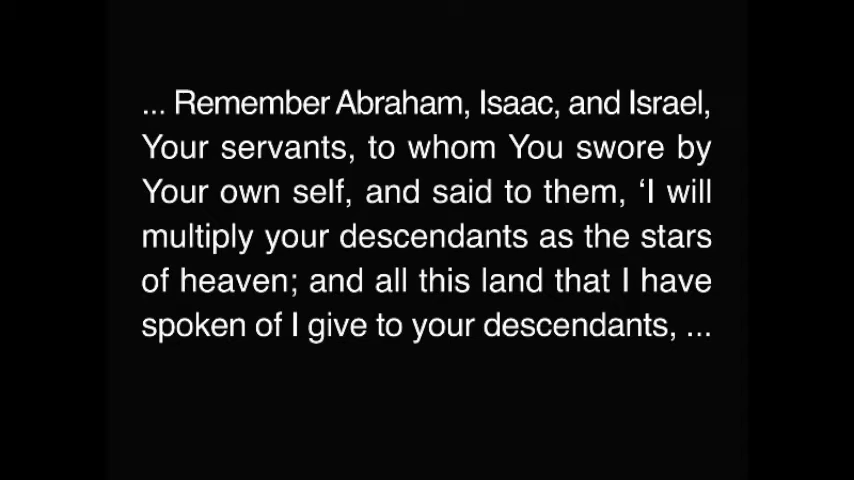 ... Remember Abraham, Isaac, and Israel,
Your servants, to whom You swore by
Your own self, and said to them, ‘I will
multiply your descendants as the stars
of heaven; and all this land that I have
spoken of I give to your descendants, ...